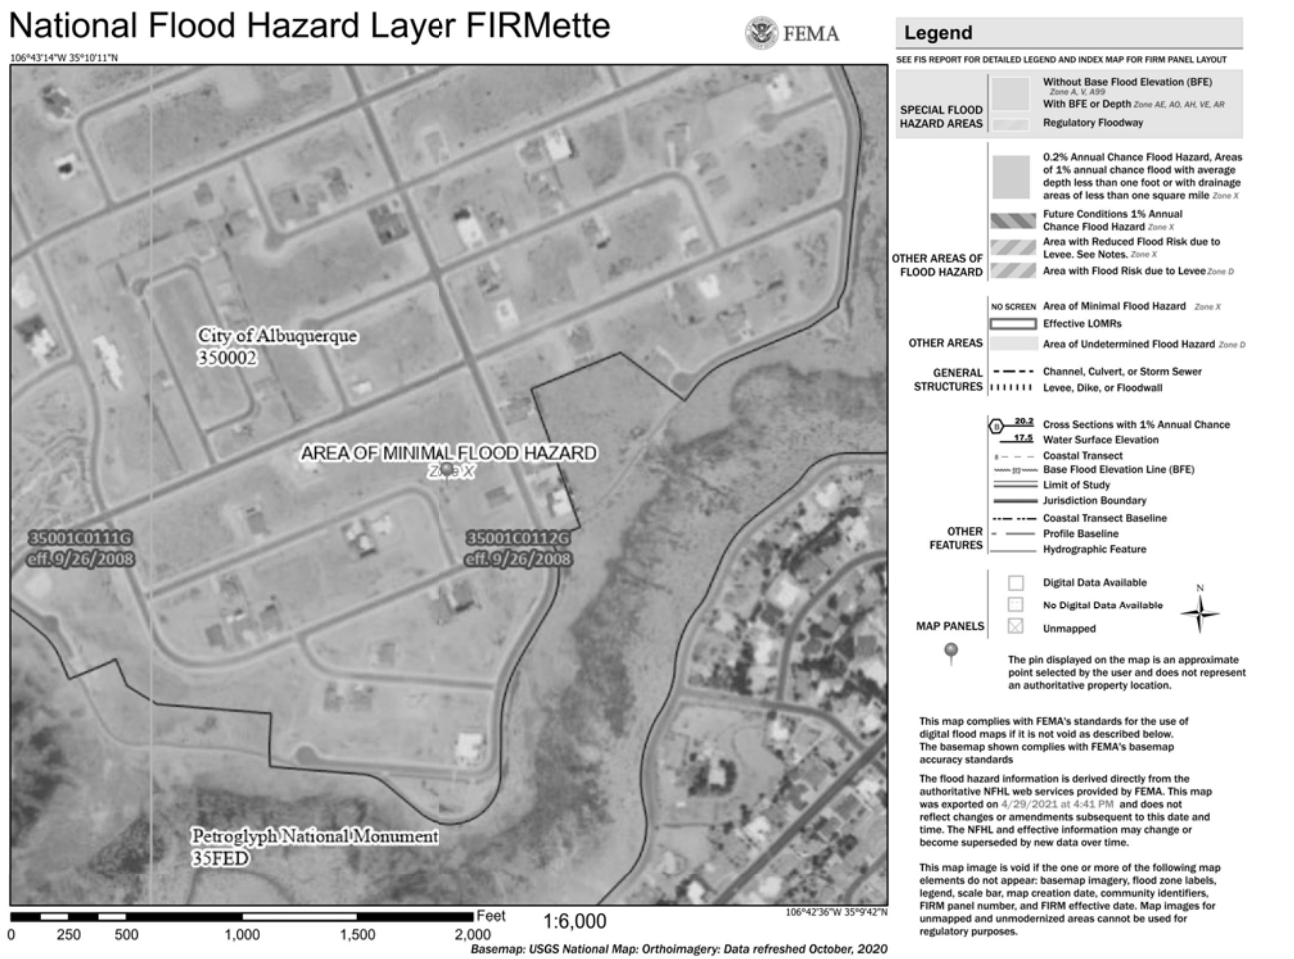 National Flood Hazard Layer FIRMette
FEMA
106°43'14"W 35°10'11"N
City of Albuquerque
350002
AREA OF MINIMAL FLOOD HAZARD
Zone X
35001C0111G
eff. 9/26/2008
35001C0112G
eff. 9/26/2008
Petroglyph National Monument
35FED
Feet
1:6,000
106°42'36"W 35°9'42"N
0 250 500 1,000 1,500 2,000
Basemap: USGS National Map: Orthoimagery: Data refreshed October, 2020
Legend
SEE FIS REPORT FOR DETAILED LEGEND AND INDEX MAP FOR FIRM PANEL LAYOUT
SPECIAL FLOOD
HAZARD AREAS
Without Base Flood Elevation (BFE)
Zone A, V, A99
With BFE or Depth Zone AE, AO, AH, VE, AR
Regulatory Floodway
0.2% Annual Chance Flood Hazard, Areas
of 1% annual chance flood with average
depth less than one foot or with drainage
areas of less than one square mile Zone X
Future Conditions 1% Annual
Chance Flood Hazard Zone X
Area with Reduced Flood Risk due to
Levee. See Notes. Zone X
Area with Flood Risk due to Levee Zone D
OTHER AREAS OF
FLOOD HAZARD
NO SCREEN Area of Minimal Flood Hazard Zone X
Effective LOMRs
Area of Undetermined Flood Hazard Zone D
OTHER AREAS
GENERAL
STRUCTURES
Channel, Culvert, or Storm Sewer
Levee, Dike, or Floodwall
B 20.2 Cross Sections with 1% Annual Chance
17.5 Water Surface Elevation
8 Coastal Transect
513 Base Flood Elevation Line (BFE)
Limit of Study
Jurisdiction Boundary
Coastal Transect Baseline
Profile Baseline
Hydrographic Feature
OTHER
FEATURES
Digital Data Available
No Digital Data Available
Unmapped
MAP PANELS
N
The pin displayed on the map is an approximate
point selected by the user and does not represent
an authoritative property location.
This map complies with FEMA's standards for the use of
digital flood maps if it is not void as described below.
The basemap shown complies with FEMA's basemap
accuracy standards
The flood hazard information is derived directly from the
authoritative NFHL web services provided by FEMA. This map
was exported on 4/29/2021 at 4:41 PM and does not
reflect changes or amendments subsequent to this date and
time. The NFHL and effective information may change or
become superseded by new data over time.
This map image is void if the one or more of the following map
elements do not appear: basemap imagery, flood zone labels,
legend, scale bar, map creation date, community identifiers,
FIRM panel number, and FIRM effective date. Map images for
unmapped and unmodernized areas cannot be used for
regulatory purposes.